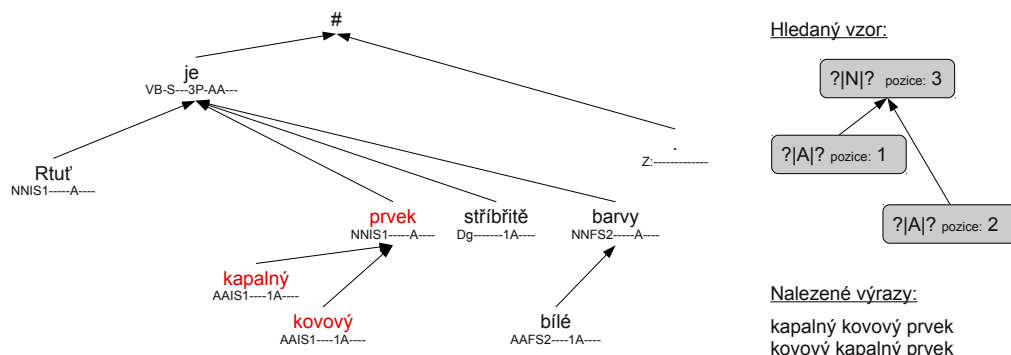 #
je
VB-S---3P-AA---
Rtuť
NNIS1-----A----
.
Z:-------------
prvek
NNIS1-----A----
stříbřitě
Dg-------1A----
barvy
NNFS2-----A----
kapalný
AAIS1----1A----
kovový
AAIS1----1A----
bílé
AAFS2----1A----
Hledaný vzor:
?|N|? pozice: 3
?|A|? pozice: 1
?|A|? pozice: 2
Nalezené výrazy:
kapalný kovový prvek
kovový kapalný prvek